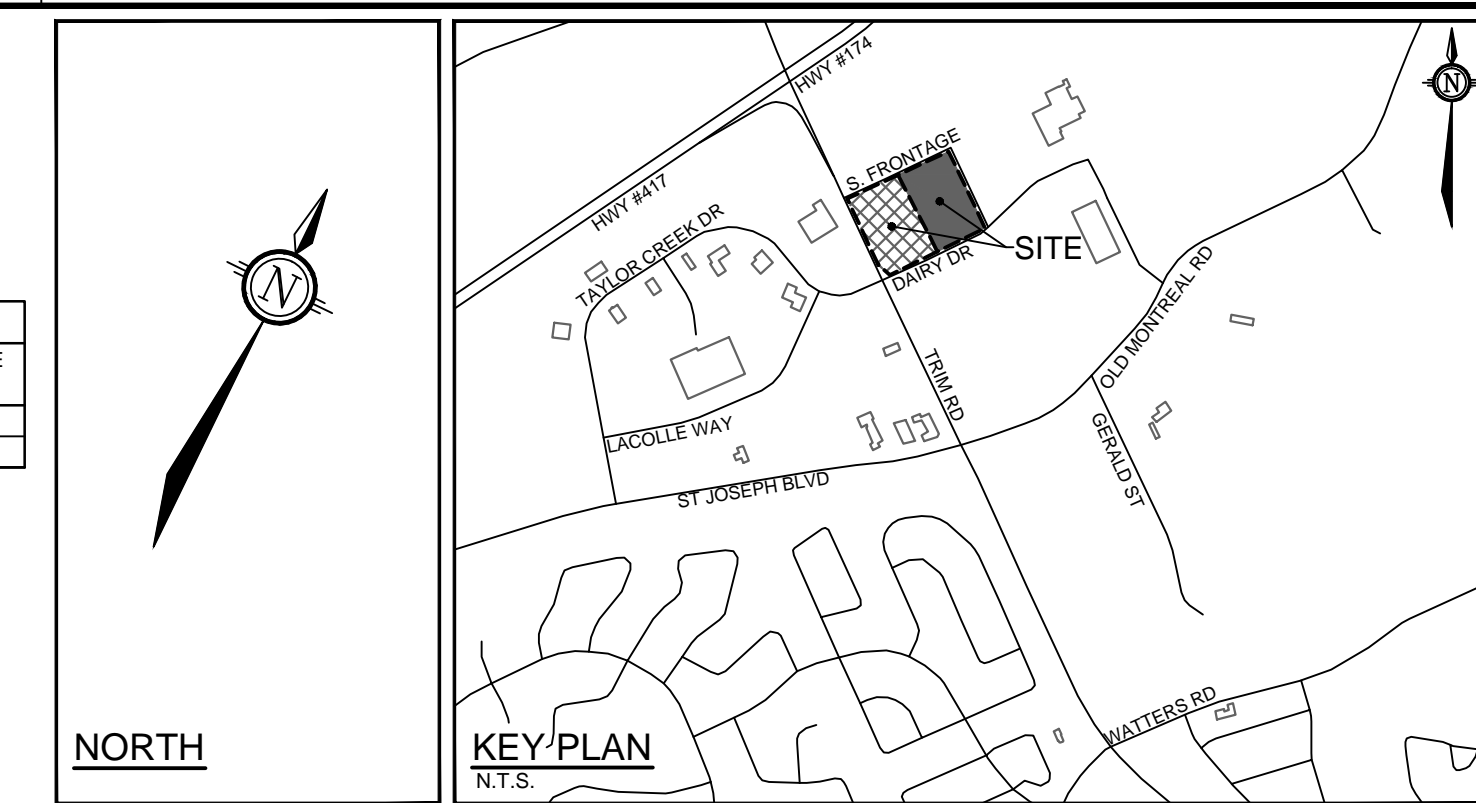 HWY #174
N
S. FRONTAGE
HWY #417
TAYLOR CREEK DR
SITE
DAIRY DR
N
OLD MONTREAL RD
E
TRIM RD
GERALD ST
LACOLLE WAY
ST JOSEPH BLVD
WATTERS RD
NORTH
KEY PLAN
N.T.S.